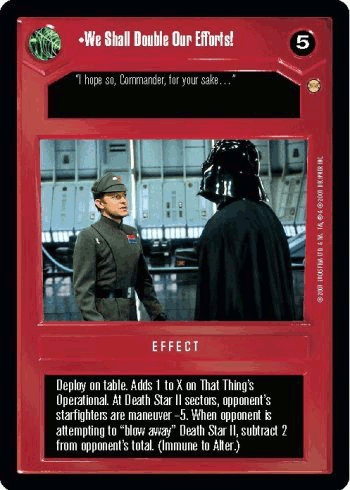 •We Shall Double Our Efforts!
5
"I hope so, Commander, for your sake..."
EFFECT
Deploy on table. Adds 1 to X on That Thing's
Operational. At Death Star II sectors, opponent's
starfighters are maneuver -5. When opponent is
attempting to "blow away" Death Star II, subtract 2
from opponent's total. (Immune to Alter.)